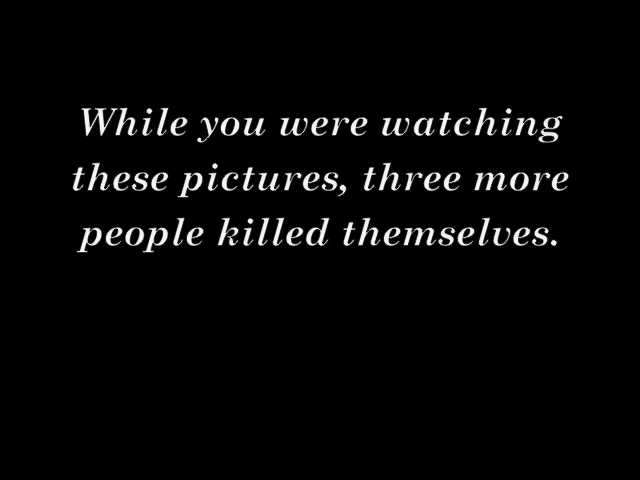 While you were watching
these pictures, three more
people killed themselves.